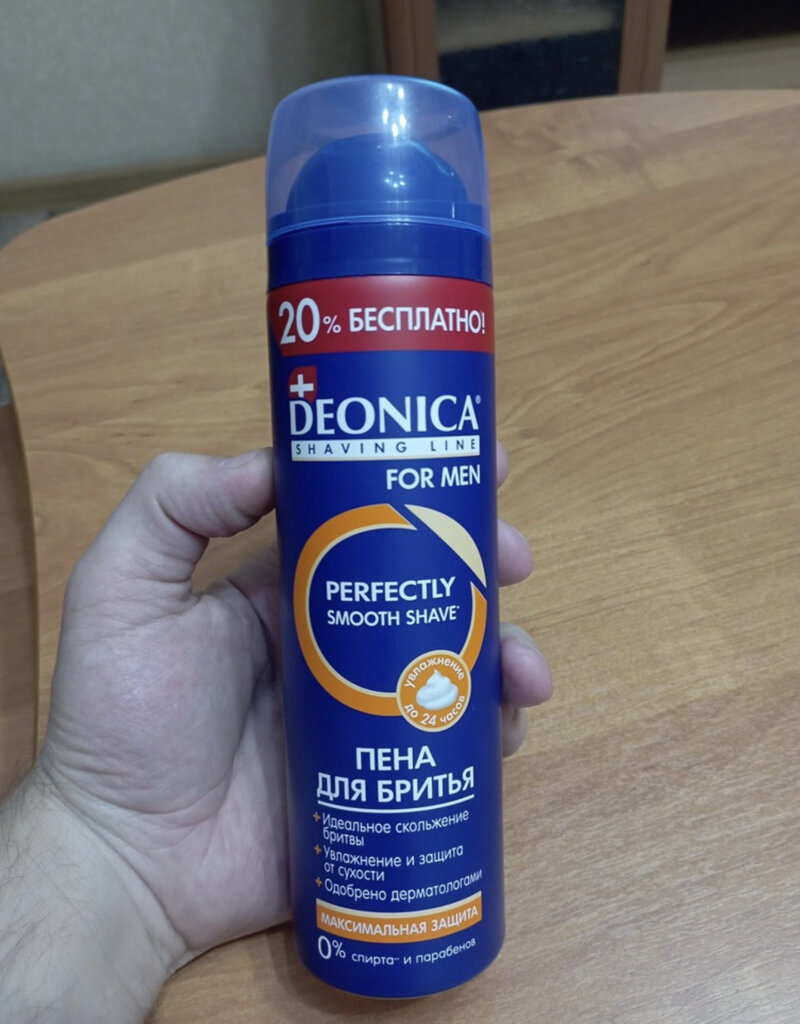 20% БЕСПЛАТНО!
DEONICA®
SHAVING LINE
FOR MEN
PERFECTLY
SMOOTH SHAVE*
увлажнение
до 24 часов
ПЕНА
ДЛЯ БРИТЬЯ
+ Идеальное скольжение
бритвы
+ Увлажнение и защита
от сухости
+ Одобрено дерматологами
МАКСИМАЛЬНАЯ ЗАЩИТА
0% спирта** и парабенов